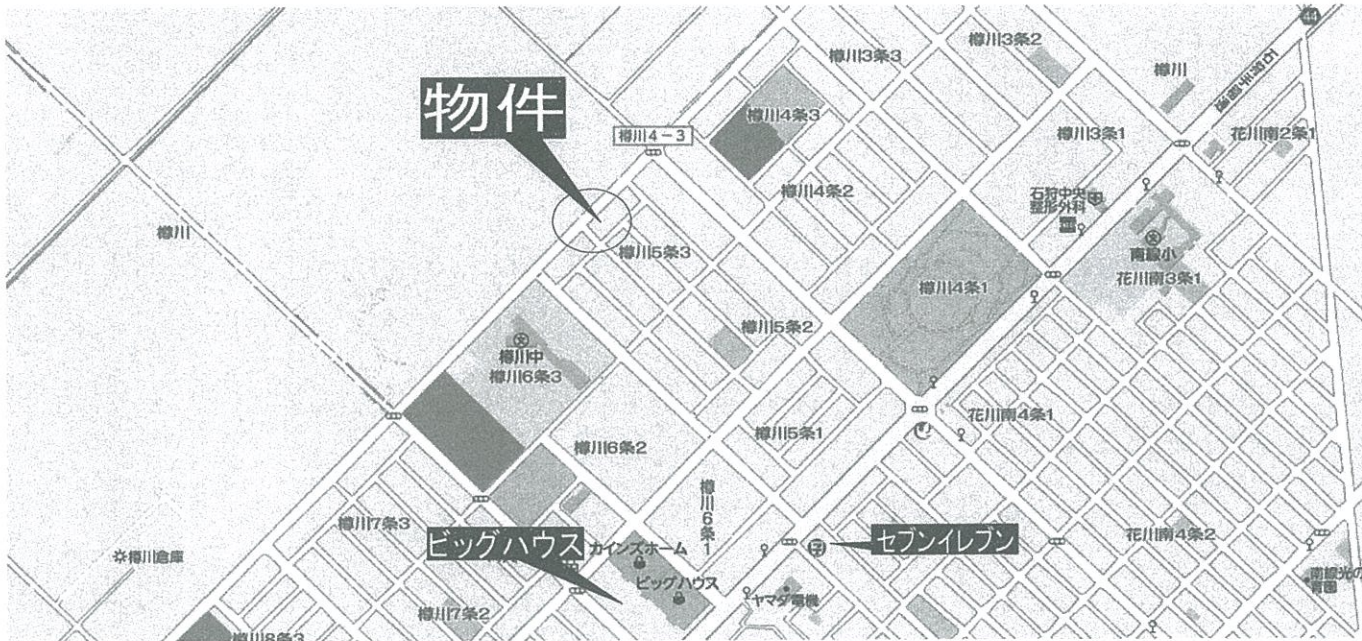 44
樽川3条2
樽川3条3
樽川
物件
樽川4条3
樽川4-3
樽川3条1
花川南2条1
樽川4条2
石狩中央
整形外科
樽川
樽川5条3
南線小
花川南3条1
樽川4条1
樽川5条2
樽川中
樽川6条3
花川南4条1
樽川5条1
樽川6条2
樽川6条1
樽川7条3
花川南4条2
ビッグハウス
カインズホーム
セブンイレブン
樽川倉庫
ビッグハウス
ヤマダ電機
南線光の
育園
樽川7条2
樽川8条3